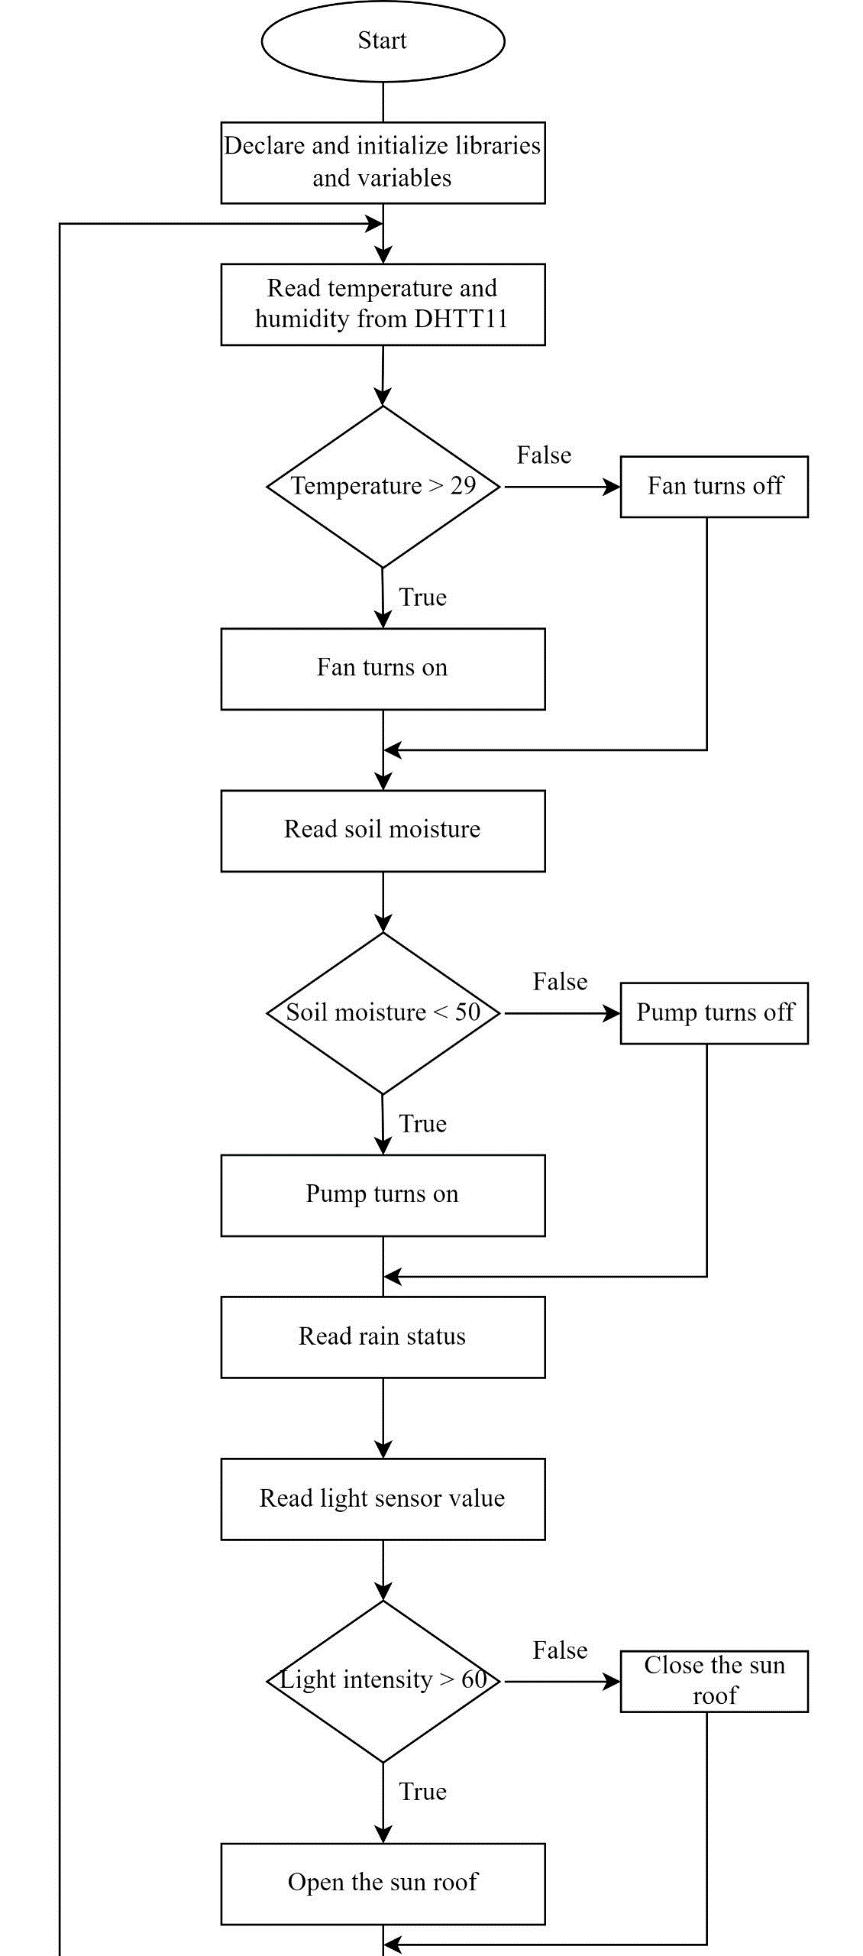 Start
Declare and initialize libraries
and variables
Read temperature and
humidity from DHTT11
Temperature > 29
False
Fan turns off
True
Fan turns on
Read soil moisture
Soil moisture < 50
False
Pump turns off
True
Pump turns on
Read rain status
Read light sensor value
Light intensity > 60
False
Close the sun
roof
True
Open the sun roof